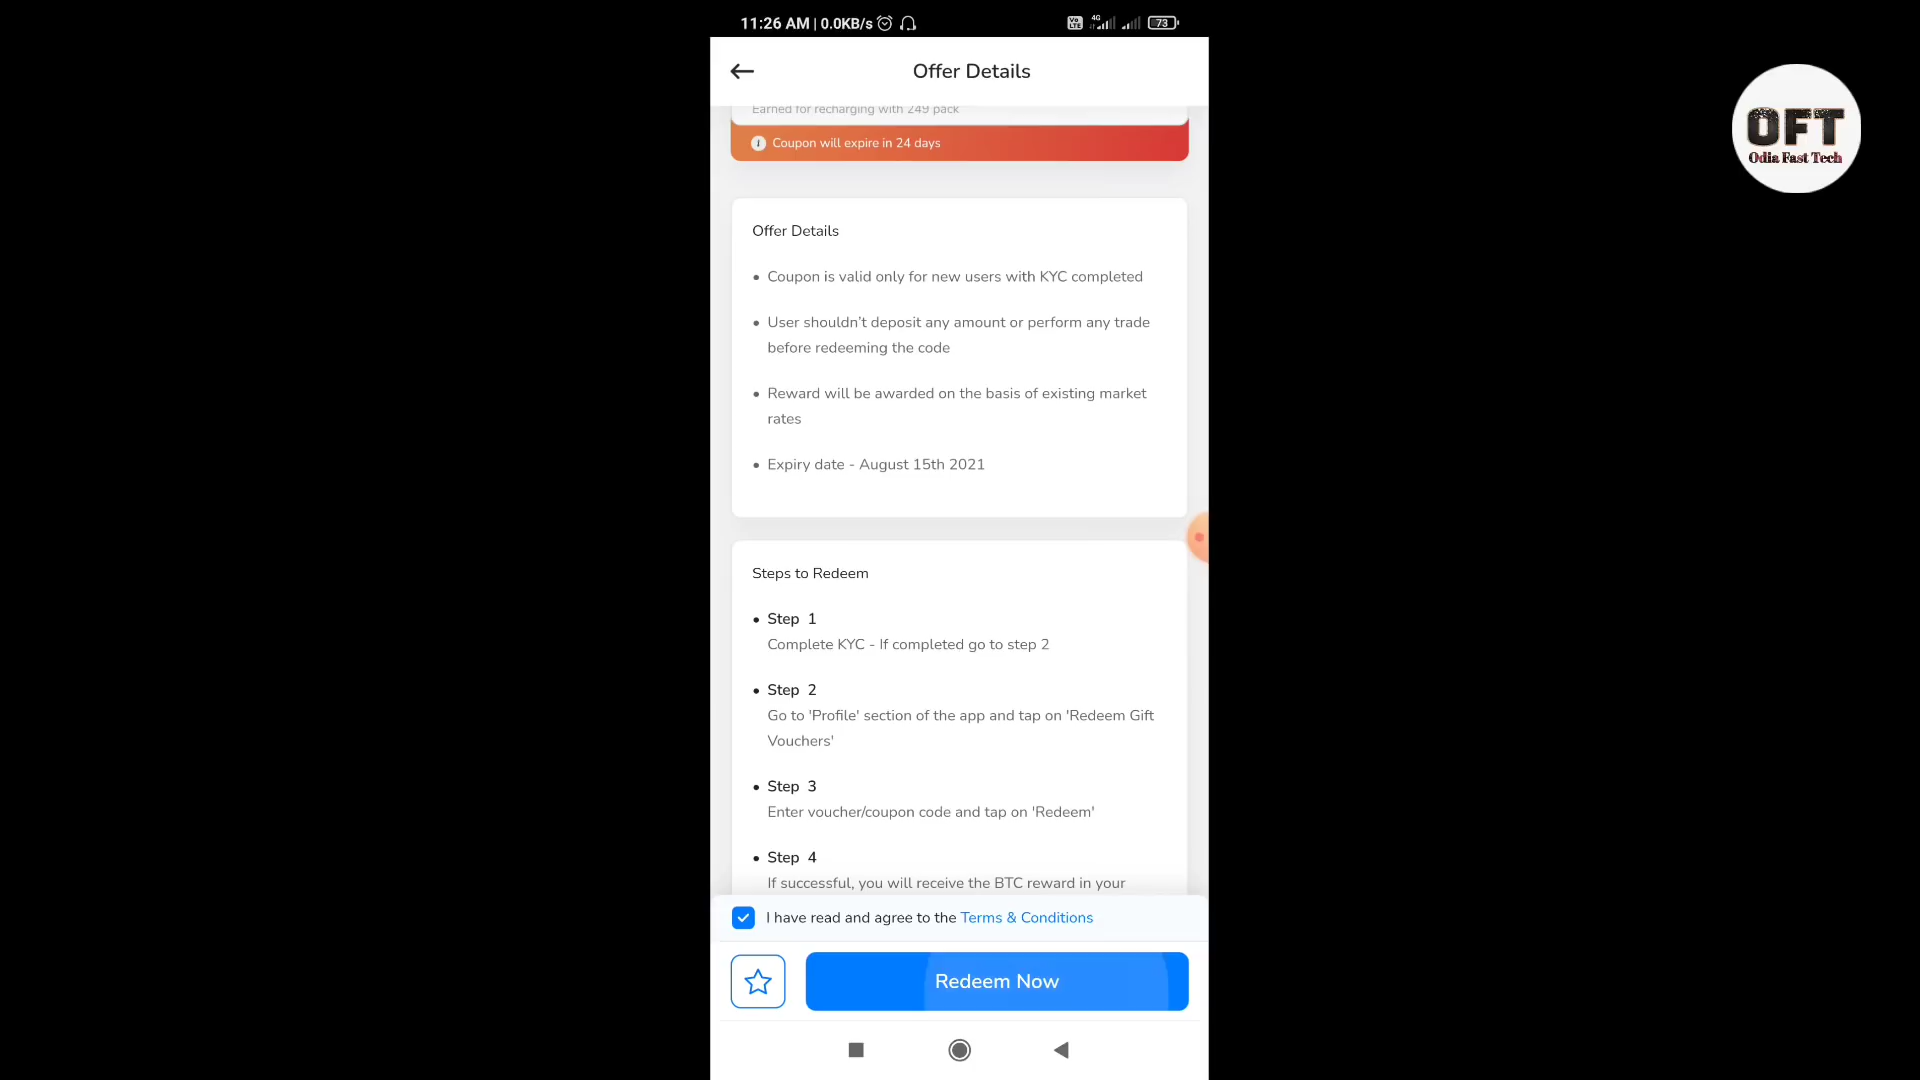 11:26 AM | 0.0KB/s
Vo LTE
4G
73
Offer Details
Earned for recharging with 249 pack
Coupon will expire in 24 days
Offer Details
• Coupon is valid only for new users with KYC completed
• User shouldn't deposit any amount or perform any trade
before redeeming the code
• Reward will be awarded on the basis of existing market
rates
• Expiry date - August 15th 2021
Steps to Redeem
• Step 1
Complete KYC - If completed go to step 2
• Step 2
Go to 'Profile' section of the app and tap on 'Redeem Gift
Vouchers'
• Step 3
Enter voucher/coupon code and tap on 'Redeem'
• Step 4
If successful, you will receive the BTC reward in your
I have read and agree to the Terms & Conditions
Redeem Now
OFT
Odia Fast Tech